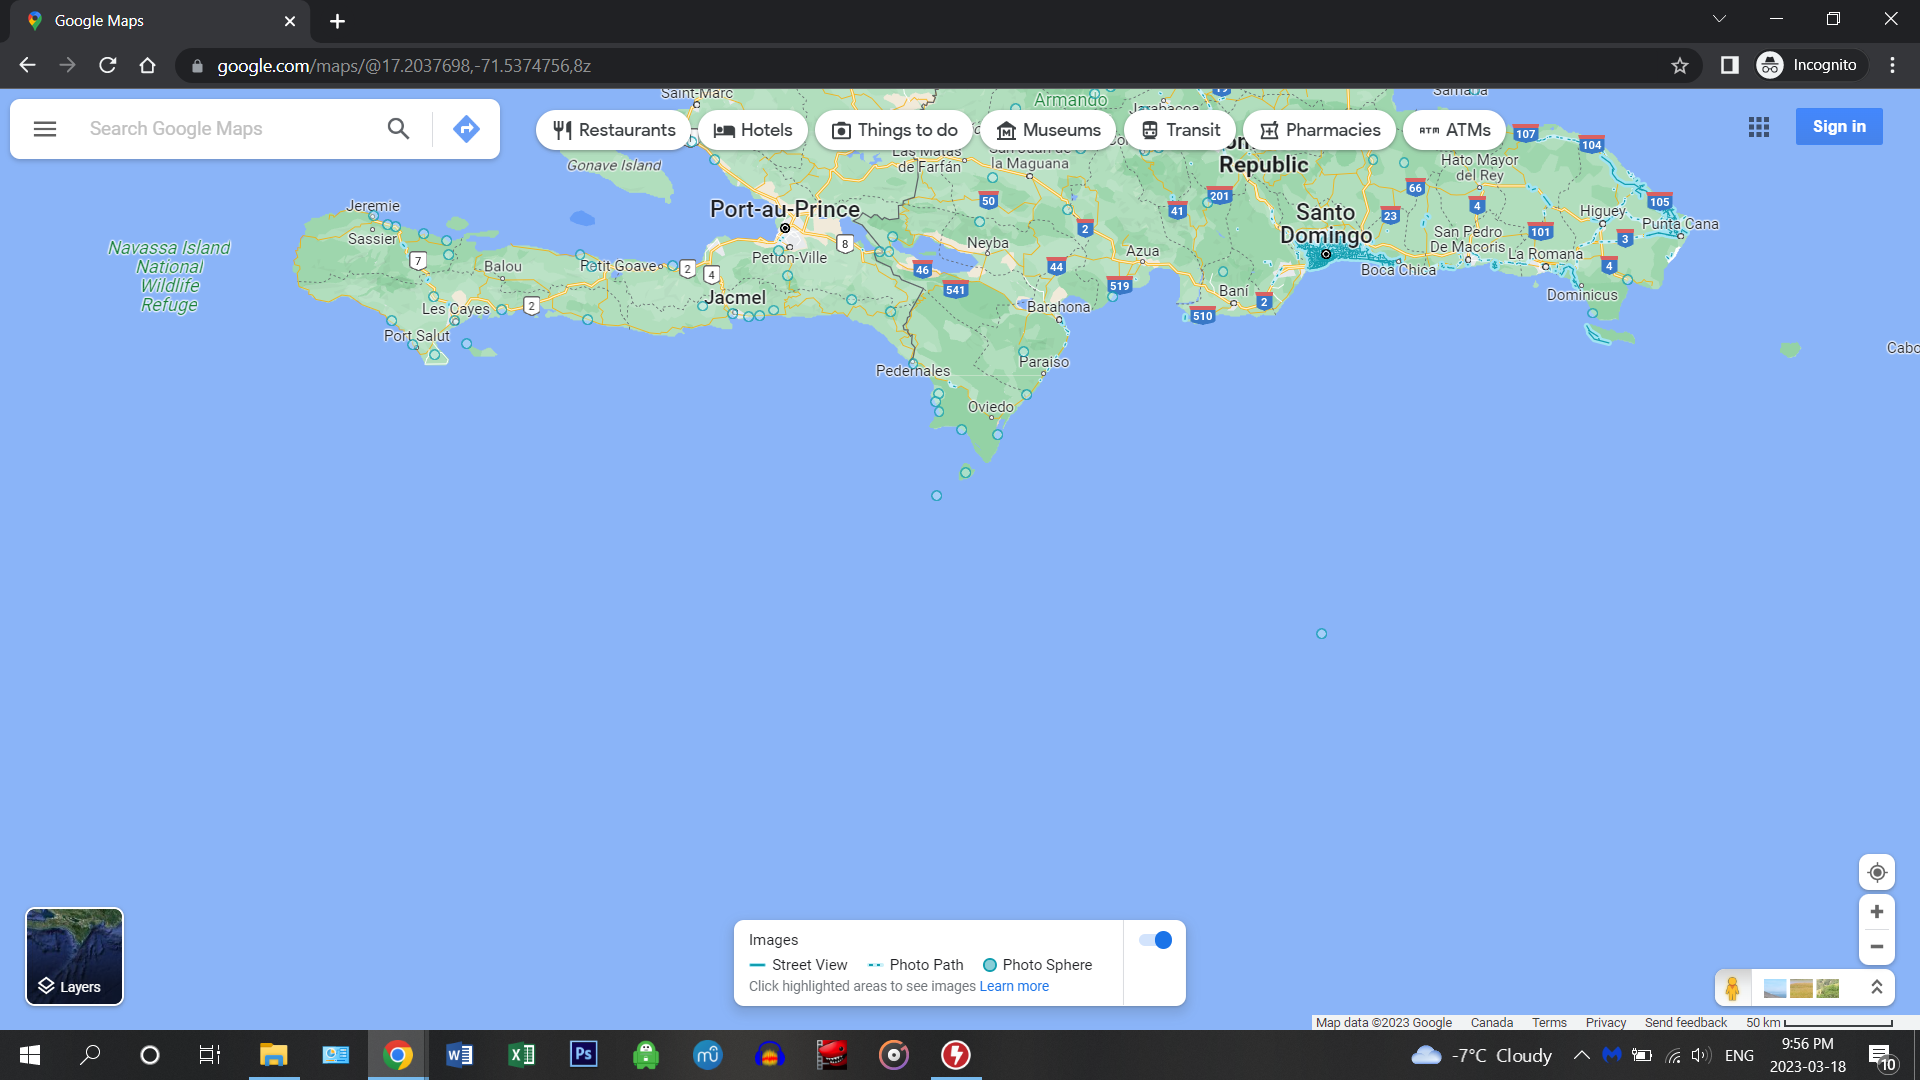 Google Maps
google.com/maps/@17.2037698,-71.5374756,8z
Incognito
Search Google Maps
Restaurants
Hotels
Things to do
Museums
Transit
Pharmacies
ATM
ATMs
Sign in
Saint-Marc
Armando
Jarabacoa
Gonave Island
Las Matas
de Farfán
San Juan de
la Maguana
Republic
Hato Mayor
del Rey
107
104
105
66
201
50
41
23
4
101
3
4
2
Jeremie
Sassier
Port-au-Prince
8
Petion-Ville
Neyba
Azua
Santo
Domingo
San Pedro
De Macoris
Higuey
Punta Cana
La Romana
Boca Chica
Navassa Island
National
Wildlife
Refuge
7
Balou
Petit Goave
2
4
46
44
541
519
Baní
2
510
Dominicus
Les Cayes
2
Jacmel
Barahona
Port Salut
Pedernales
Paraíso
Cabo
Oviedo
Layers
Images
Street View
Photo Path
Photo Sphere
Click highlighted areas to see images Learn more
Map data ©2023 Google
Canada
Terms
Privacy
Send feedback
50 km
-7°C Cloudy
ENG
9:56 PM
2023-03-18
10